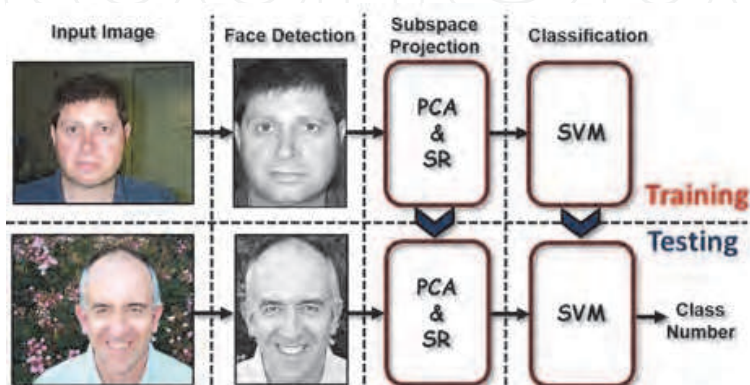 Input Image
Face Detection
Subspace
Projection
Classification
PCA
&
SR
SVM
Training
Testing
PCA
&
SR
SVM
Class
Number